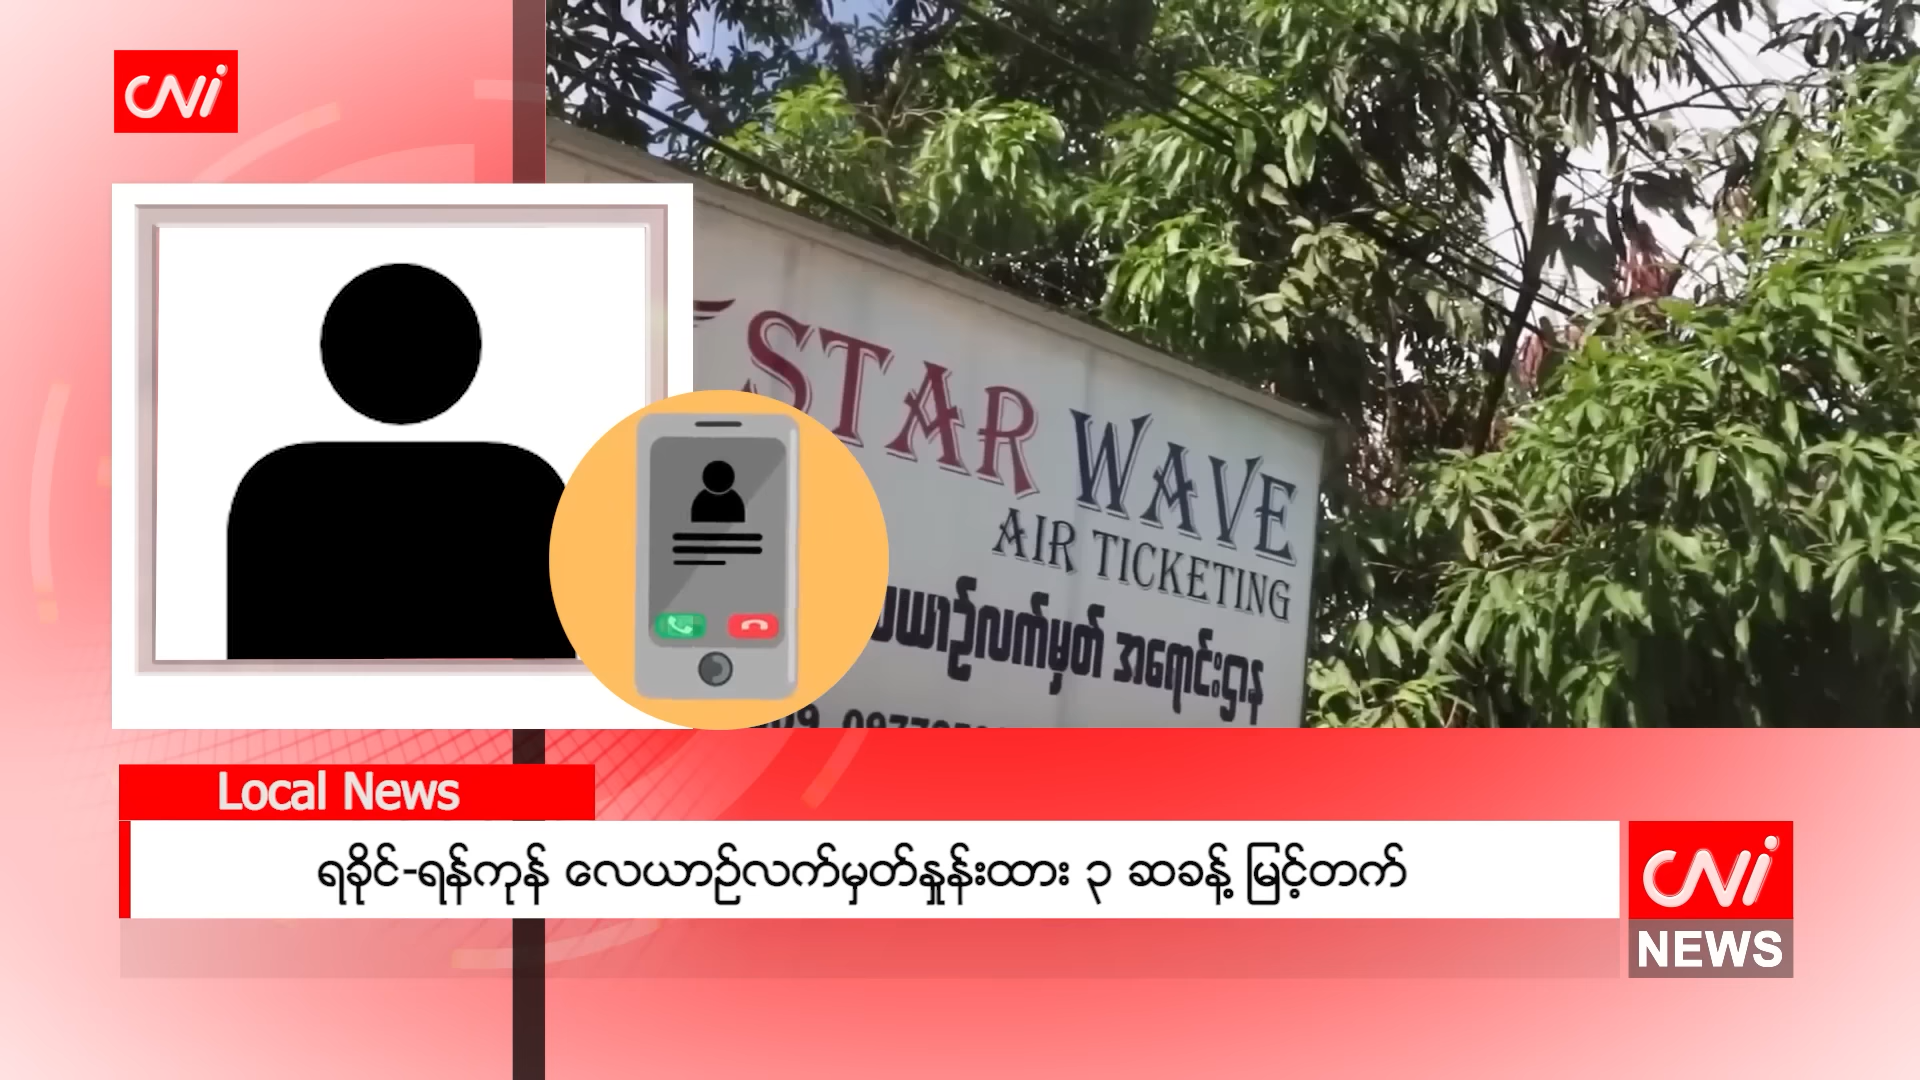 CNi
STAR WAVE
AIR TICKETING
လေယာဉ်လက်မှတ် အရောင်းဌာန
Local News
ရခိုင်-ရန်ကုန် လေယာဉ်လက်မှတ်နှုန်းထား ၃ ဆခန့် မြင့်တက်
CNi
NEWS